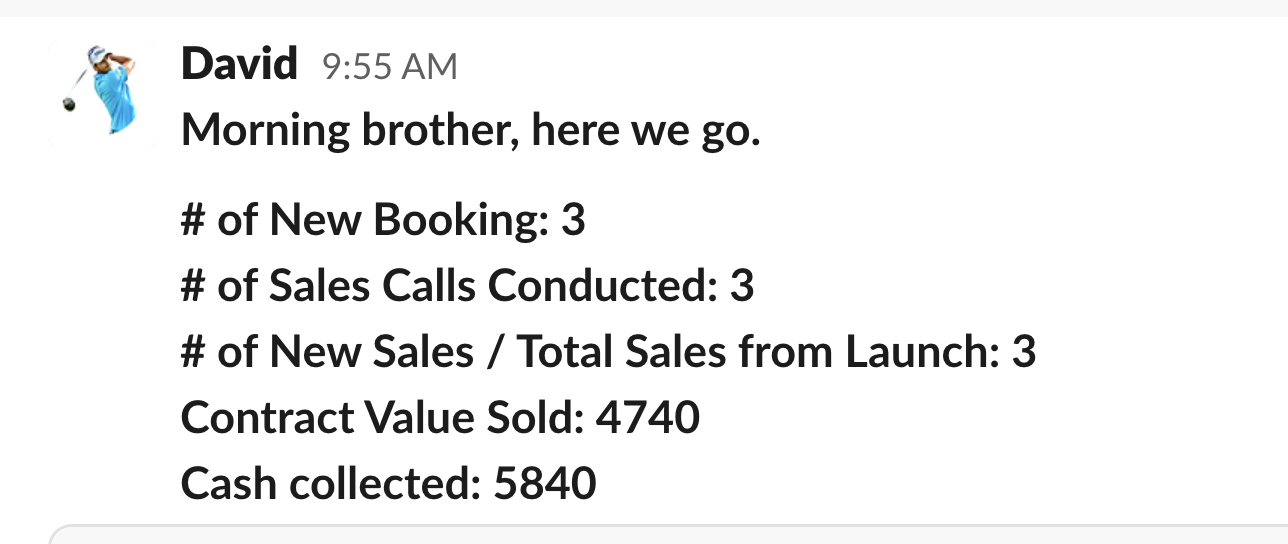 David 9:55 AM
Morning brother, here we go.
# of New Booking: 3
# of Sales Calls Conducted: 3
# of New Sales / Total Sales from Launch: 3
Contract Value Sold: 4740
Cash collected: 5840